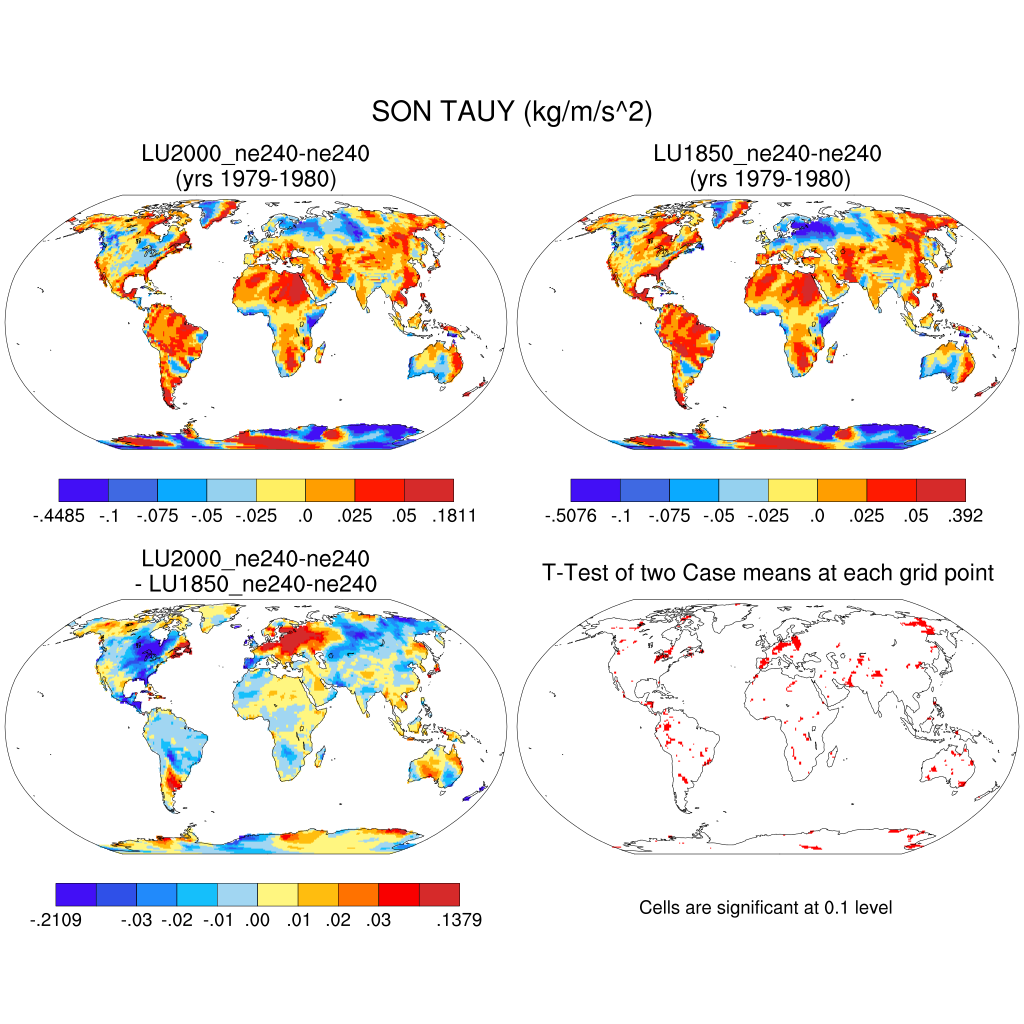 SON TAUY (kg/m/s^2)
LU2000_ne240-ne240
(yrs 1979-1980)
LU1850_ne240-ne240
(yrs 1979-1980)
-.4485 -.1 -.075 -.05 -.025 .0 .025 .05 .1811
-.5076 -.1 -.075 -.05 -.025 .0 .025 .05 .392
LU2000_ne240-ne240
- LU1850_ne240-ne240
T-Test of two Case means at each grid point
-.2109 -.03 -.02 -.01 .00 .01 .02 .03 .1379
Cells are significant at 0.1 level